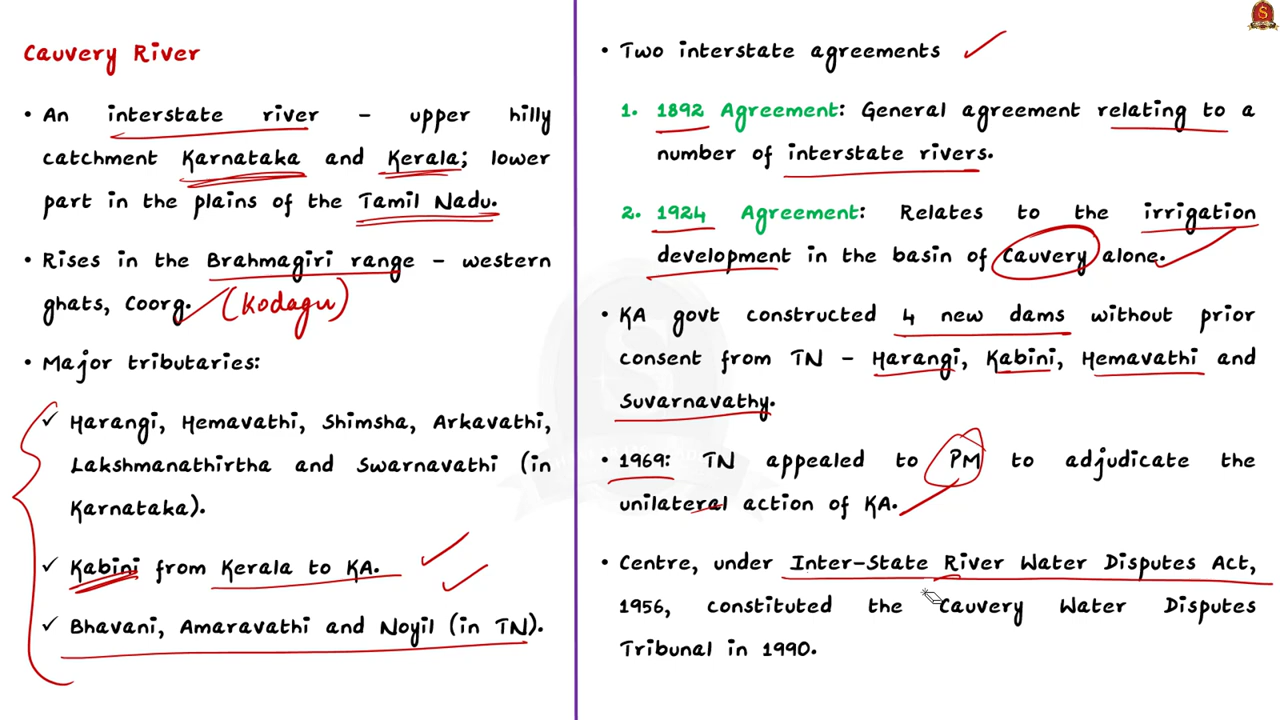 Cauvery River
• An interstate river - upper hilly
catchment Karnataka and Kerala; lower
part in the plains of the Tamil Nadu.
• Rises in the Brahmagiri range - western
ghats, Coorg. (Kodagu)
• Major tributaries:
✓ Harangi, Hemavathi, Shimsha, Arkavathi,
Lakshmanathirtha and Swarnavathi (in
Karnataka).
✓ Kabini from Kerala to KA.
✓ Bhavani, Amaravathi and Noyil (in TN).
• Two interstate agreements
1. 1892 Agreement: General agreement relating to a
number of interstate rivers.
2. 1924 Agreement: Relates to the irrigation
development in the basin of Cauvery alone.
• KA govt constructed 4 new dams without prior
consent from TN - Harangi, Kabini, Hemavathi and
Suvarnavathy.
• 1969: TN appealed to PM to adjudicate the
unilateral action of KA.
• Centre, under Inter-State River Water Disputes Act,
1956, constituted the Cauvery Water Disputes
Tribunal in 1990.